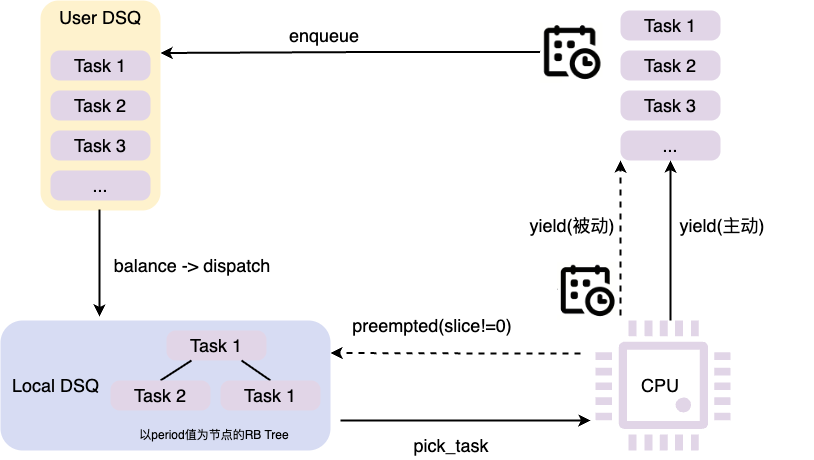 User DSQ
Task 1
Task 2
Task 3
...
enqueue
Task 1
Task 2
Task 3
...
yield(被动)
yield(主动)
balance -> dispatch
preempted(slice!=0)
Local DSQ
Task 1
Task 2
Task 1
以period值为节点的RB Tree
CPU
pick_task